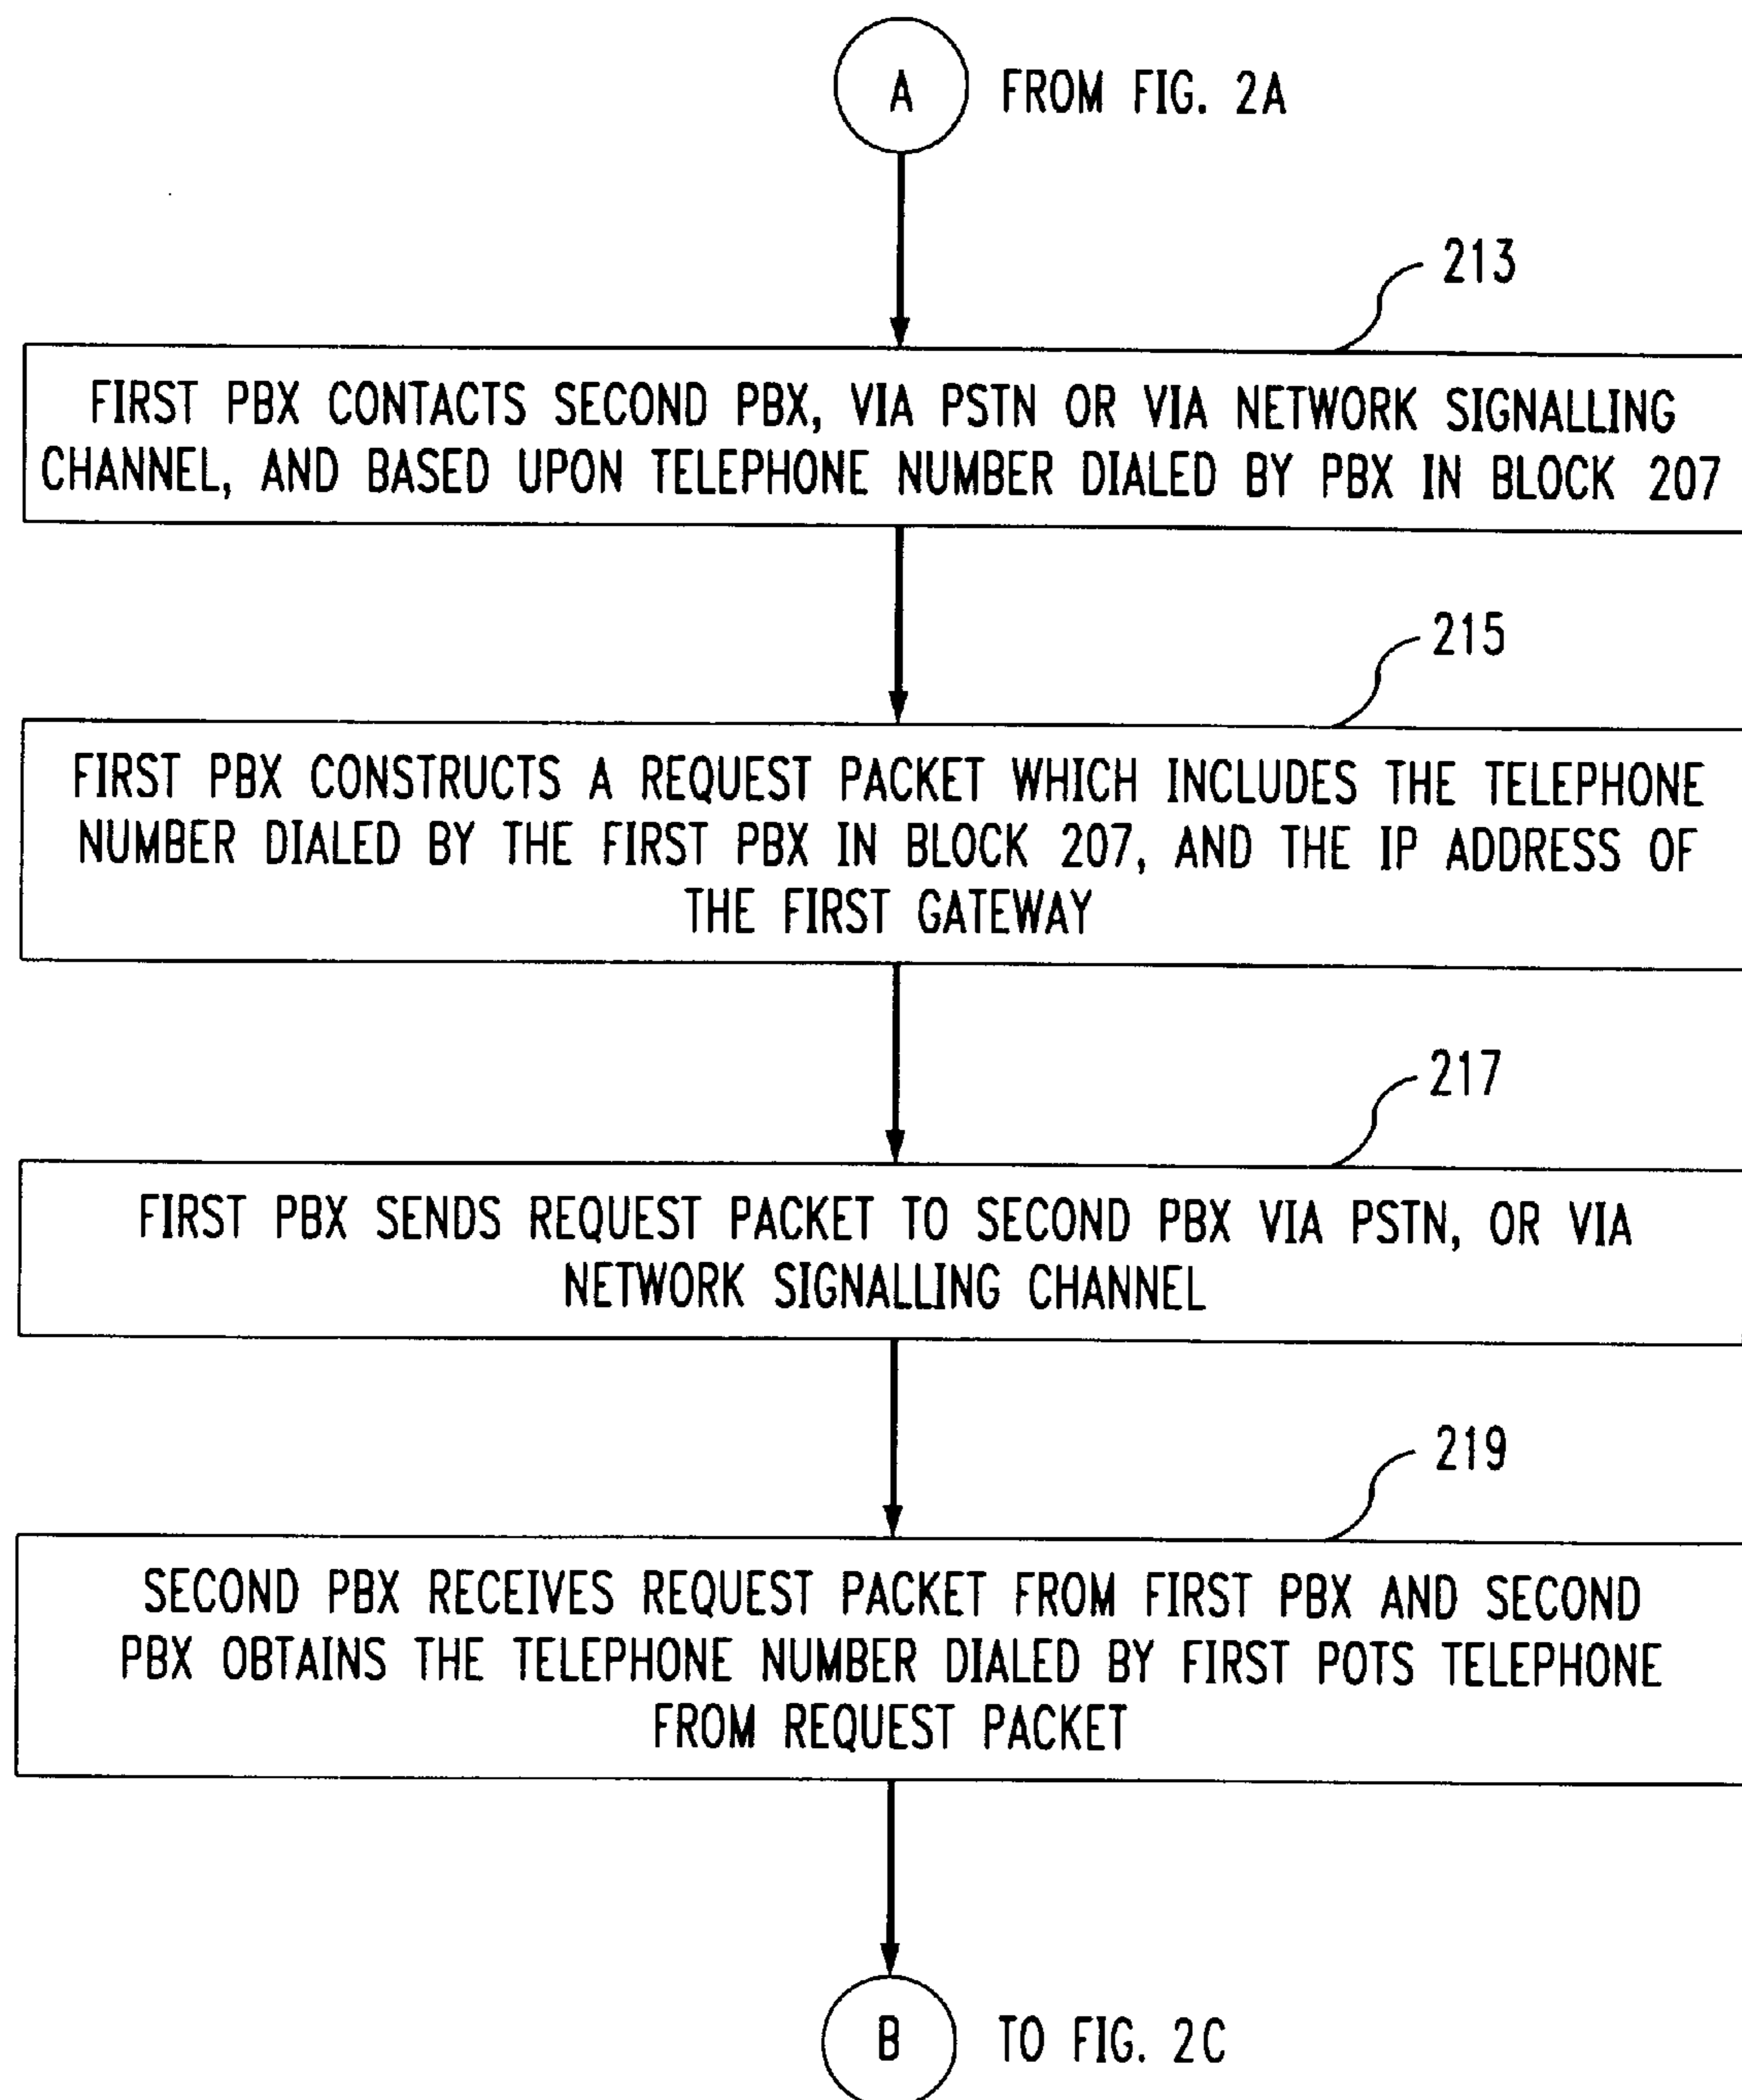 A FROM FIG. 2A
213
FIRST PBX CONTACTS SECOND PBX, VIA PSTN OR VIA NETWORK SIGNALLING
CHANNEL, AND BASED UPON TELEPHONE NUMBER DIALED BY PBX IN BLOCK 207
215
FIRST PBX CONSTRUCTS A REQUEST PACKET WHICH INCLUDES THE TELEPHONE
NUMBER DIALED BY THE FIRST PBX IN BLOCK 207, AND THE IP ADDRESS OF
THE FIRST GATEWAY
217
FIRST PBX SENDS REQUEST PACKET TO SECOND PBX VIA PSTN, OR VIA
NETWORK SIGNALLING CHANNEL
219
SECOND PBX RECEIVES REQUEST PACKET FROM FIRST PBX AND SECOND
PBX OBTAINS THE TELEPHONE NUMBER DIALED BY FIRST POTS TELEPHONE
FROM REQUEST PACKET
B TO FIG. 2C